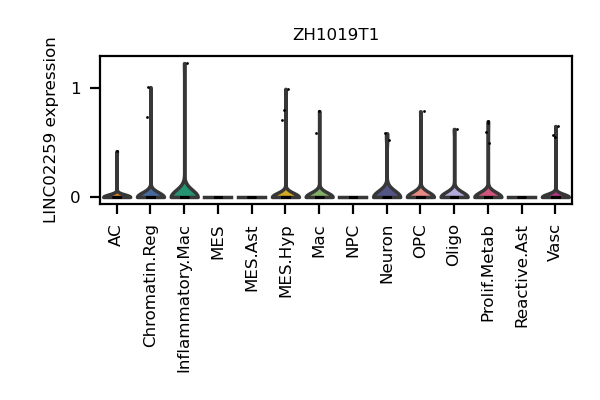 ZH1019T1
LINC02259 expression
1
0
AC
Chromatin.Reg
Inflammatory.Mac
MES
MES.Ast
MES.Hyp
Mac
NPC
Neuron
OPC
Oligo
Prolif.Metab
Reactive.Ast
Vasc